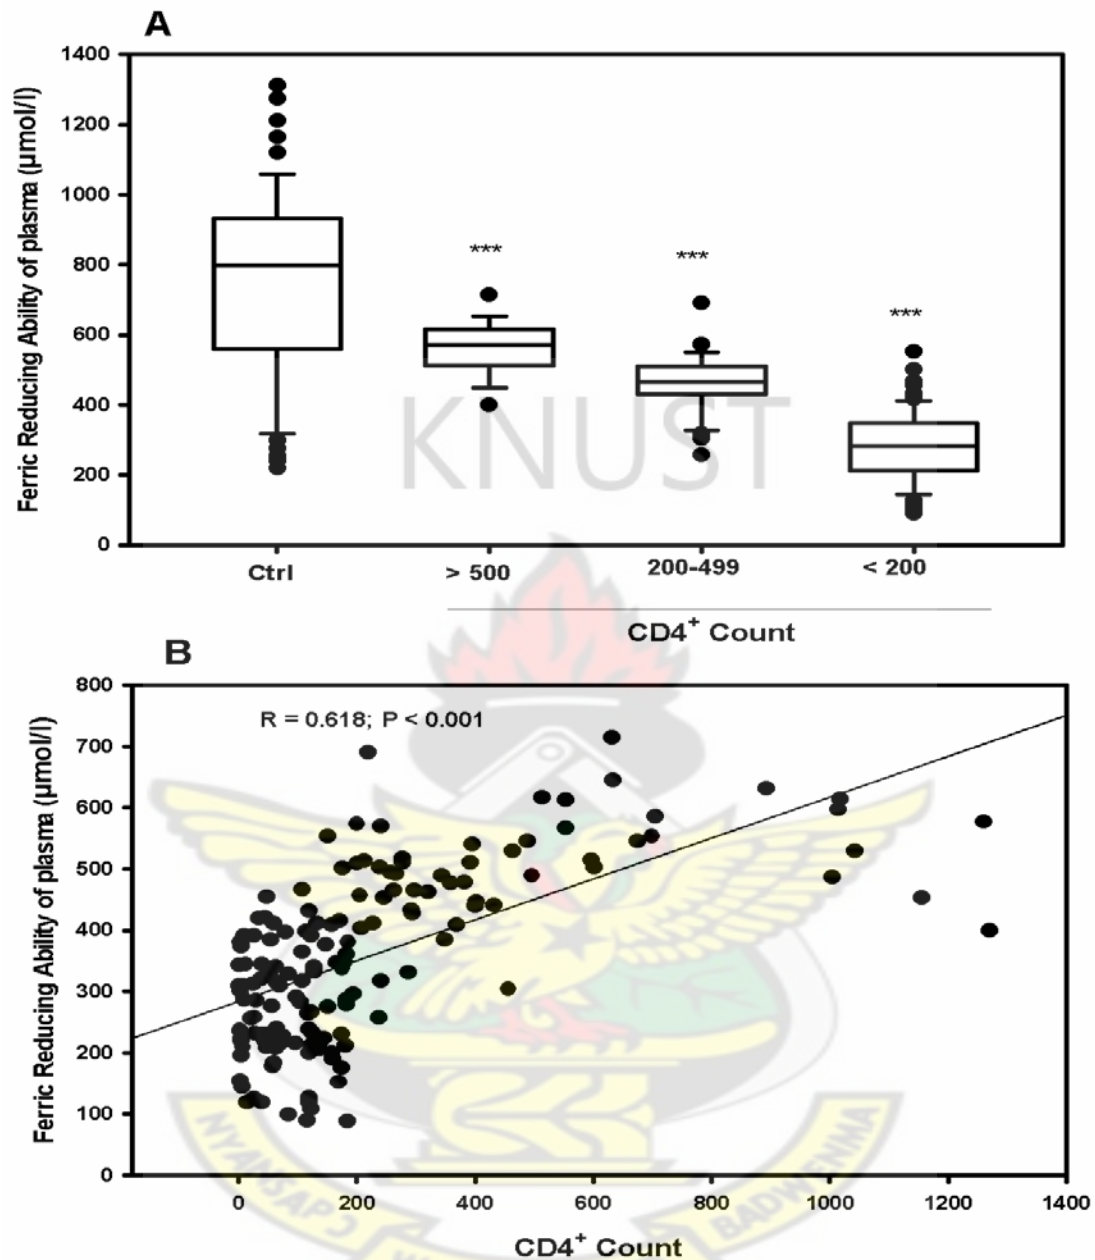 A
1400
1200
1000
800
600
400
200
0
Ferric Reducing Ability of plasma (µmol/l)
***
***
***
KNUST
Ctrl
> 500
200-499
< 200
CD4⁺ Count
B
R = 0.618; P < 0.001
800
700
600
500
400
300
200
100
0
Ferric Reducing Ability of plasma (µmol/l)
NYANSAPƆ
BADWENMA
0 200 400 600 800 1000 1200 1400
CD4⁺ Count